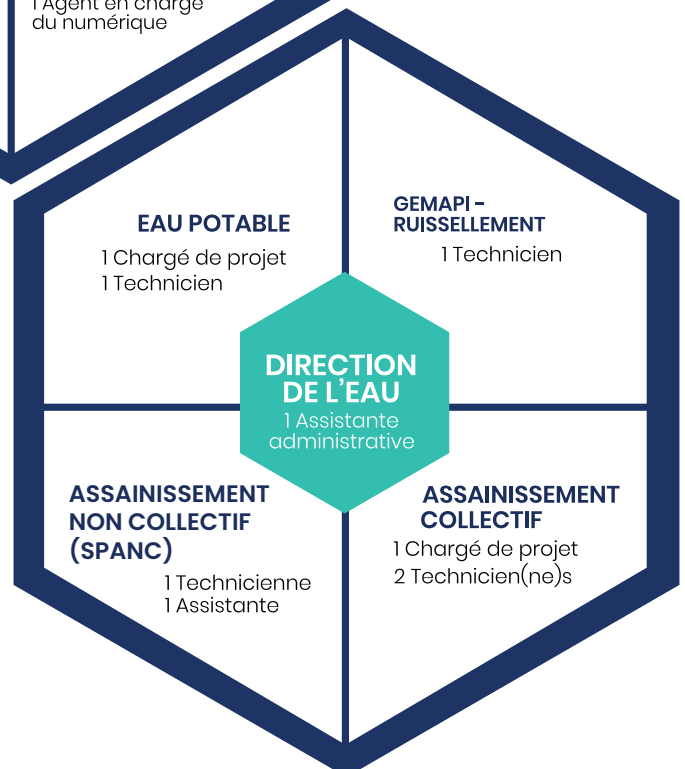 1 Agent en charge
du numérique
EAU POTABLE
1 Chargé de projet
1 Technicien
GEMAPI -
RUISSELLEMENT
1 Technicien
DIRECTION
DE L'EAU
1 Assistante
administrative
ASSAINISSEMENT
NON COLLECTIF
(SPANC)
1 Technicienne
1 Assistante
ASSAINISSEMENT
COLLECTIF
1 Chargé de projet
2 Technicien(ne)s